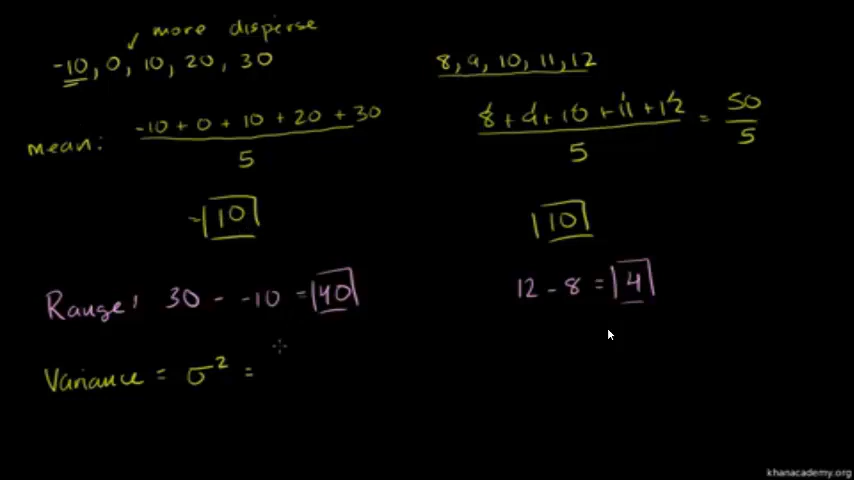 more disperse
-10, 0, 10, 20, 30
8, 9, 10, 11, 12
mean: -10 + 0 + 10 + 20 + 30
5
8 + 9 + 10 + 11 + 12 = 50
5 5
= 10
10
Range: 30 - -10 = 40
12 - 8 = 4
Variance = σ² =
khanacademy.org